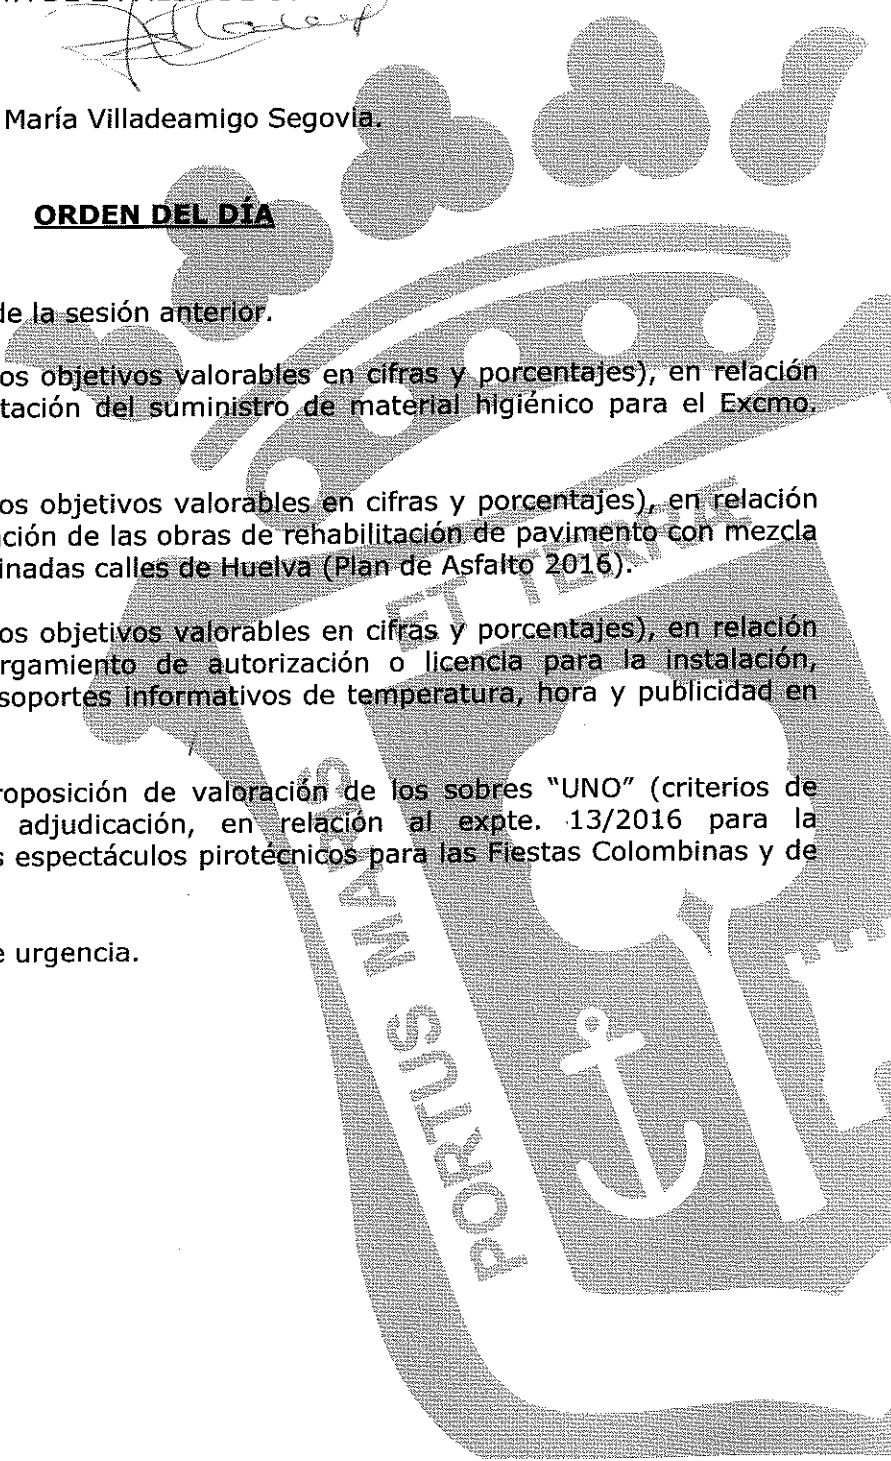 María Villadeamigo Segovia.
ORDEN DEL DÍA
de la sesión anterior.
os objetivos valorables en cifras y porcentajes), en relación
tación del suministro de material higiénico para el Excmo.
os objetivos valorables en cifras y porcentajes), en relación
ación de las obras de rehabilitación de pavimento con mezcla
inadas calles de Huelva (Plan de Asfalto 2016).
os objetivos valorables en cifras y porcentajes), en relación
rgamiento de autorización o licencia para la instalación,
soportes informativos de temperatura, hora y publicidad en
roposición de valoración de los sobres “UNO” (criterios de
adjudicación, en relación al expte. 13/2016 para la
s espectáculos pirotécnicos para las Fiestas Colombinas y de
e urgencia.
PORTUS MARIS
ET TERRE